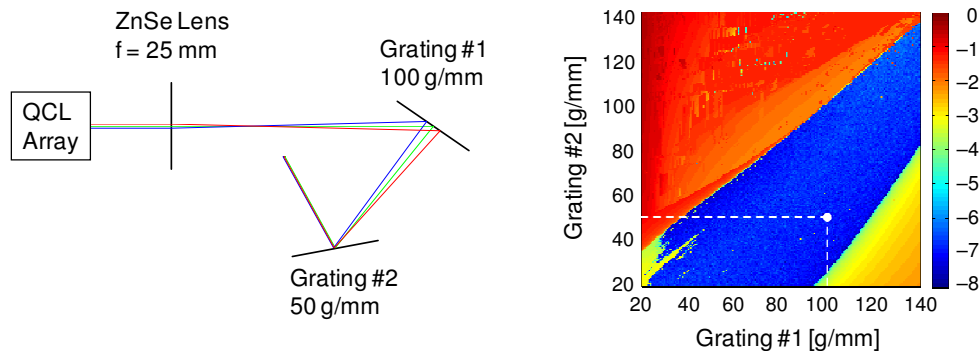 ZnSe Lens
f = 25 mm
QCL
Array
Grating #1
100 g/mm
Grating #2
50 g/mm
Grating #2 [g/mm]
140
120
100
80
60
40
20
20 40 60 80 100 120 140
Grating #1 [g/mm]
0
−1
−2
−3
−4
−5
−6
−7
−8